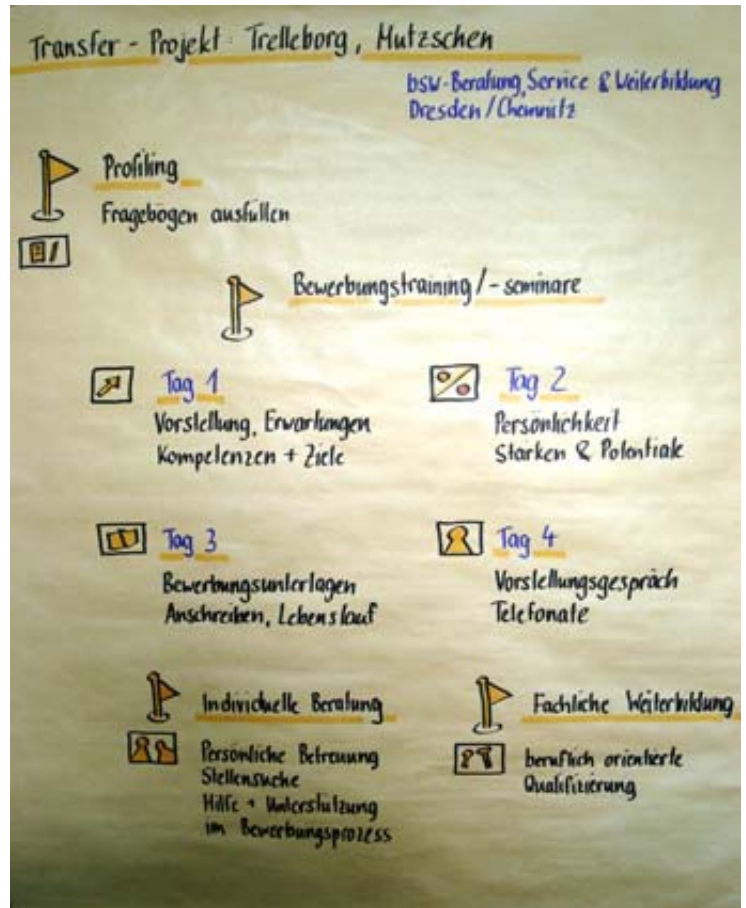 Transfer - Projekt Trelleborg, Mutzschen
bsw-Beratung, Service & Weiterbildung
Dresden / Chemnitz
Profiling
Fragebögen ausfüllen
Bewerbungstraining / - seminare
Tag 1
Vorstellung, Erwartungen
Kompetenzen + Ziele
Tag 2
Persönlichkeit
Stärken & Potentiale
Tag 3
Bewerbungsunterlagen
Anschreiben, Lebenslauf
Tag 4
Vorstellungsgespräch
Telefonate
Individuelle Beratung
Persönliche Betreuung
Stellensuche
Hilfe + Unterstützung
im Bewerbungsprozess
Fachliche Weiterbildung
beruflich orientierte
Qualifizierung